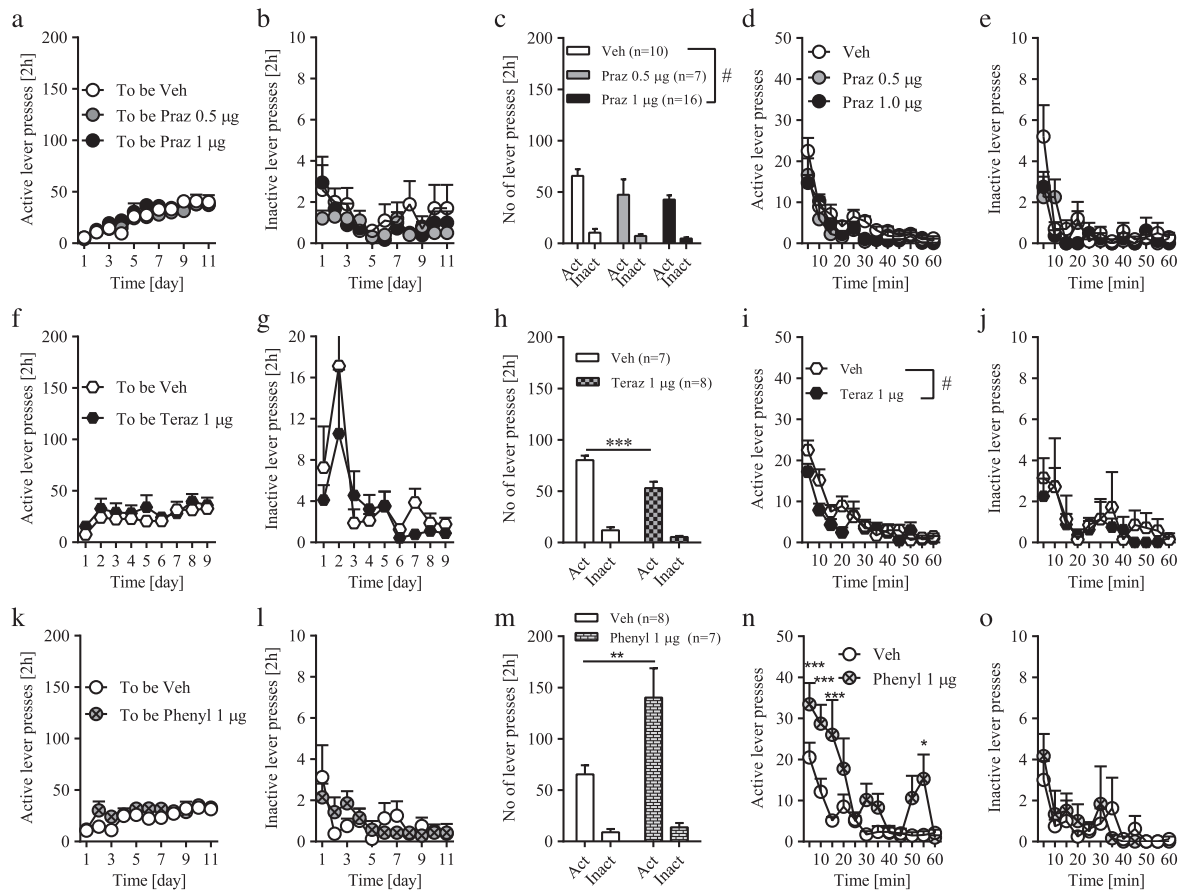 a
Active lever presses [2h]
200
150
100
50
0
To be Veh
To be Praz 0.5 µg
To be Praz 1 µg
1 3 5 7 9 11
Time [day]
b
Inactive lever presses [2h]
10
8
6
4
2
0
1 3 5 7 9 11
Time [day]
c
No of lever presses [2h]
200
150
100
50
0
Veh (n=10)
Praz 0.5 µg (n=7)
Praz 1 µg (n=16)
#
Act Inact Act Inact Act Inact
d
Active lever presses
50
40
30
20
10
0
Veh
Praz 0.5 µg
Praz 1.0 µg
10 20 30 40 50 60
Time [min]
e
Inactive lever presses
10
8
6
4
2
0
10 20 30 40 50 60
Time [min]
f
Active lever presses [2h]
200
150
100
50
0
To be Veh
To be Teraz 1 µg
1 2 3 4 5 6 7 8 9
Time [day]
g
Inactive lever presses [2h]
20
16
12
8
4
0
1 2 3 4 5 6 7 8 9
Time [day]
h
No of lever presses [2h]
200
150
100
50
0
Veh (n=7)
Teraz 1 µg (n=8)
***
Act Inact Act Inact
i
Active lever presses
50
40
30
20
10
0
Veh
Teraz 1 µg
#
10 20 30 40 50 60
Time [min]
j
Inactive lever presses
10
8
6
4
2
0
10 20 30 40 50 60
Time [min]
k
Active lever presses [2h]
200
150
100
50
0
To be Veh
To be Phenyl 1 µg
1 3 5 7 9 11
Time [day]
l
Inactive lever presses [2h]
10
8
6
4
2
0
1 3 5 7 9 11
Time [day]
m
No of lever presses [2h]
200
150
100
50
0
Veh (n=8)
Phenyl 1 µg (n=7)
**
Act Inact Act Inact
n
Active lever presses
50
40
30
20
10
0
Veh
Phenyl 1 µg
***
***
***
*
10 20 30 40 50 60
Time [min]
o
Inactive lever presses
10
8
6
4
2
0
10 20 30 40 50 60
Time [min]